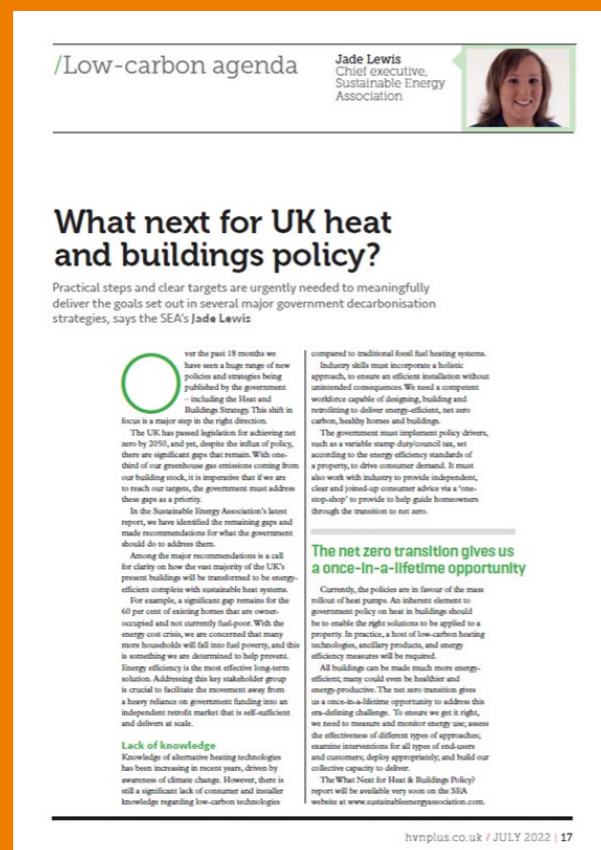 /Low-carbon agenda
Jade Lewis
Chief executive,
Sustainable Energy
Association
What next for UK heat
and buildings policy?
Practical steps and clear targets are urgently needed to meaningfully
deliver the goals set out in several major government decarbonisation
strategies, says the SEA's Jade Lewis
Over the past 18 months we
have seen a huge range of new
policies and strategies being
published by the government
– including the Heat and
Buildings Strategy. This shift in
focus is a major step in the right direction.
The UK has passed legislation for achieving net
zero by 2050, and yet, despite the influx of policy,
there are significant gaps that remain. With one-
third of our greenhouse gas emissions coming from
our building stock, it is imperative that if we are
to reach our targets, the government must address
these gaps as a priority.
In the Sustainable Energy Association's latest
report, we have identified the remaining gaps and
made recommendations for what the government
should do to address them.
Among the major recommendations is a call
for clarity on how the vast majority of the UK's
present buildings will be transformed to be energy-
efficient complete with sustainable heat systems.
For example, a significant gap remains for the
60 per cent of existing homes that are owner-
occupied and not currently fuel-poor. With the
energy cost crisis, we are concerned that many
more households will fall into fuel poverty, and this
is something we are determined to help prevent.
Energy efficiency is the most effective long-term
solution. Addressing this key stakeholder group
is crucial to facilitate the movement away from
a heavy reliance on government funding into an
independent retrofit market that is self-sufficient
and delivers at scale.
Lack of knowledge
Knowledge of alternative heating technologies
has been increasing in recent years, driven by
awareness of climate change. However, there is
still a significant lack of consumer and installer
knowledge regarding low-carbon technologies
compared to traditional fossil fuel heating systems.
Industry skills must incorporate a holistic
approach, to ensure an efficient installation without
unintended consequences. We need a competent
workforce capable of designing, building and
retrofitting to deliver energy-efficient, net zero
carbon, healthy homes and buildings.
The government must implement policy drivers,
such as a variable stamp duty/council tax, set
according to the energy efficiency standards of
a property, to drive consumer demand. It must
also work with industry to provide independent,
clear and joined-up consumer advice via a 'one-
stop-shop' to provide to help guide homeowners
through the transition to net zero.
The net zero transition gives us
a once-in-a-lifetime opportunity
Currently, the policies are in favour of the mass
rollout of heat pumps. An inherent element to
government policy on heat in buildings should
be to enable the right solutions to be applied to a
property. In practice, a host of low-carbon heating
technologies, ancillary products, and energy
efficiency measures will be required.
All buildings can be made much more energy-
efficient; many could even be healthier and
energy-productive. The net zero transition gives
us a once-in-a-lifetime opportunity to address this
era-defining challenge. To ensure we get it right,
we need to measure and monitor energy use; assess
the effectiveness of different types of approaches;
examine interventions for all types of end-users
and customers; deploy appropriately, and build our
collective capacity to deliver.
The What Next for Heat & Buildings Policy?
report will be available very soon on the SEA
website at www.sustainableenergyassociation.com.
hvnplus.co.uk / JULY 2022 | 17